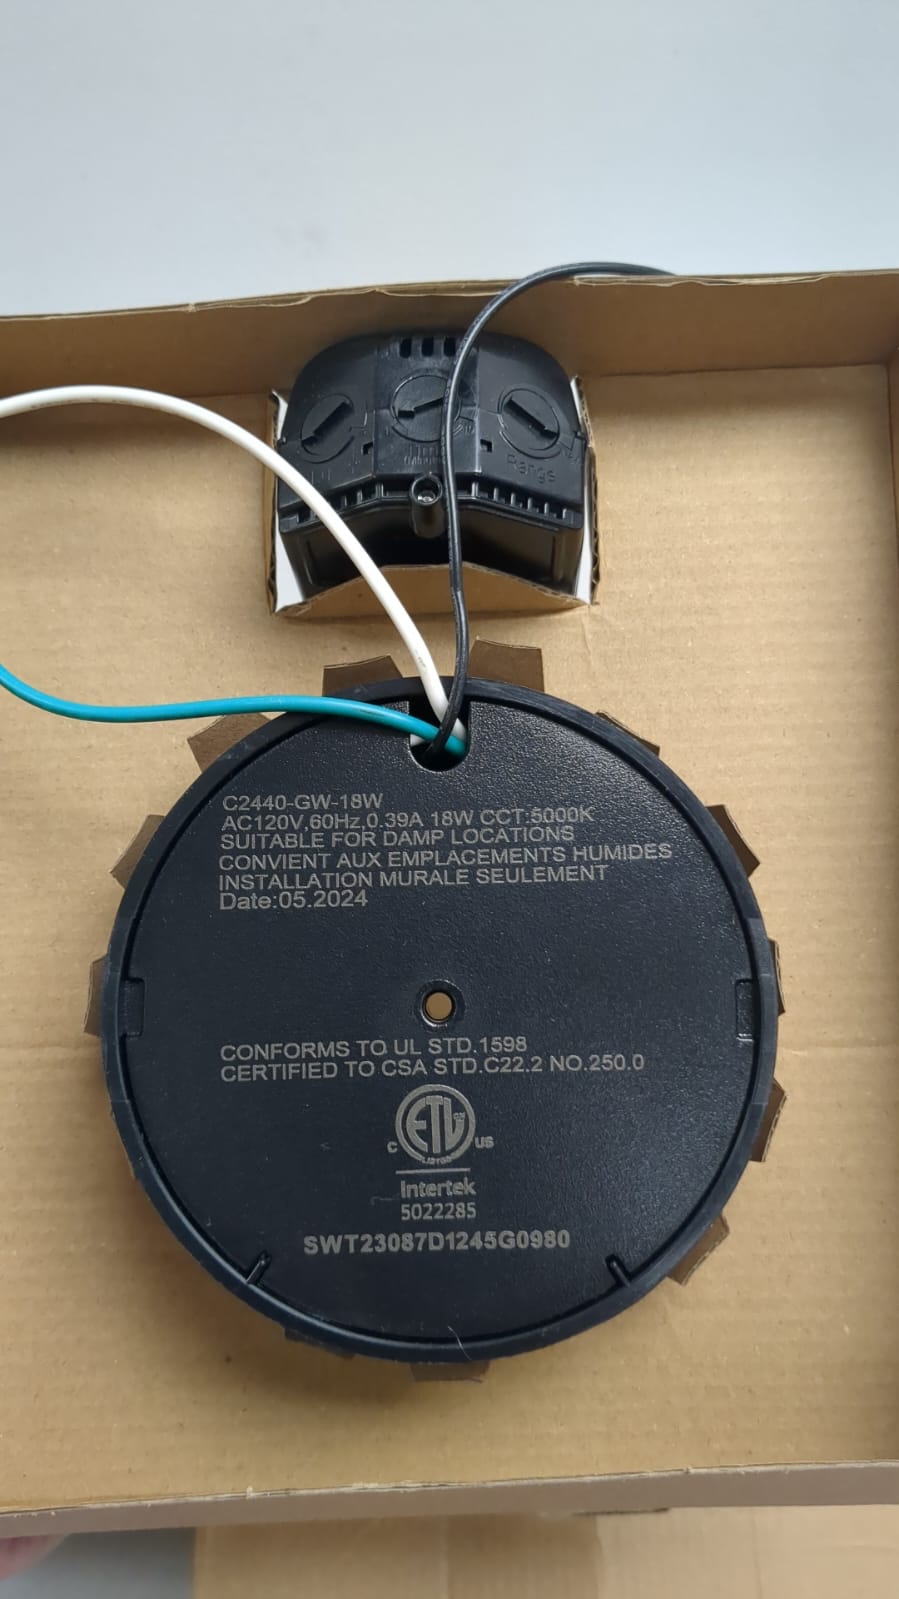 Range
C2440-GW-18W
AC120V,60Hz,0.39A 18W CCT:5000K
SUITABLE FOR DAMP LOCATIONS
CONVIENT AUX EMPLACEMENTS HUMIDES
INSTALLATION MURALE SEULEMENT
Date:05.2024
CONFORMS TO UL STD.1598
CERTIFIED TO CSA STD.C22.2 NO.250.0
ETL
C US
LISTED
Intertek
5022285
SWT23087D1245G0980